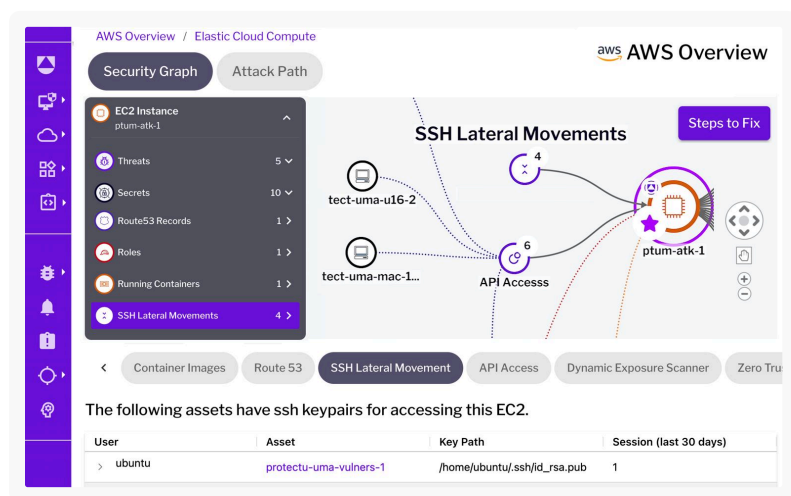 AWS Overview / Elastic Cloud Compute
aws AWS Overview
Security Graph
Attack Path
EC2 Instance
ptum-atk-1
Threats 5
Secrets 10
Route53 Records 1
Roles 1
Running Containers 1
SSH Lateral Movements 4
SSH Lateral Movements
Steps to Fix
4
tect-uma-u16-2
6
ptum-atk-1
tect-uma-mac-1...
API Accesss
Container Images
Route 53
SSH Lateral Movement
API Access
Dynamic Exposure Scanner
Zero Tru
The following assets have ssh keypairs for accessing this EC2.
User Asset Key Path Session (last 30 days)
ubuntu protectu-uma-vulners-1 /home/ubuntu/.ssh/id_rsa.pub 1